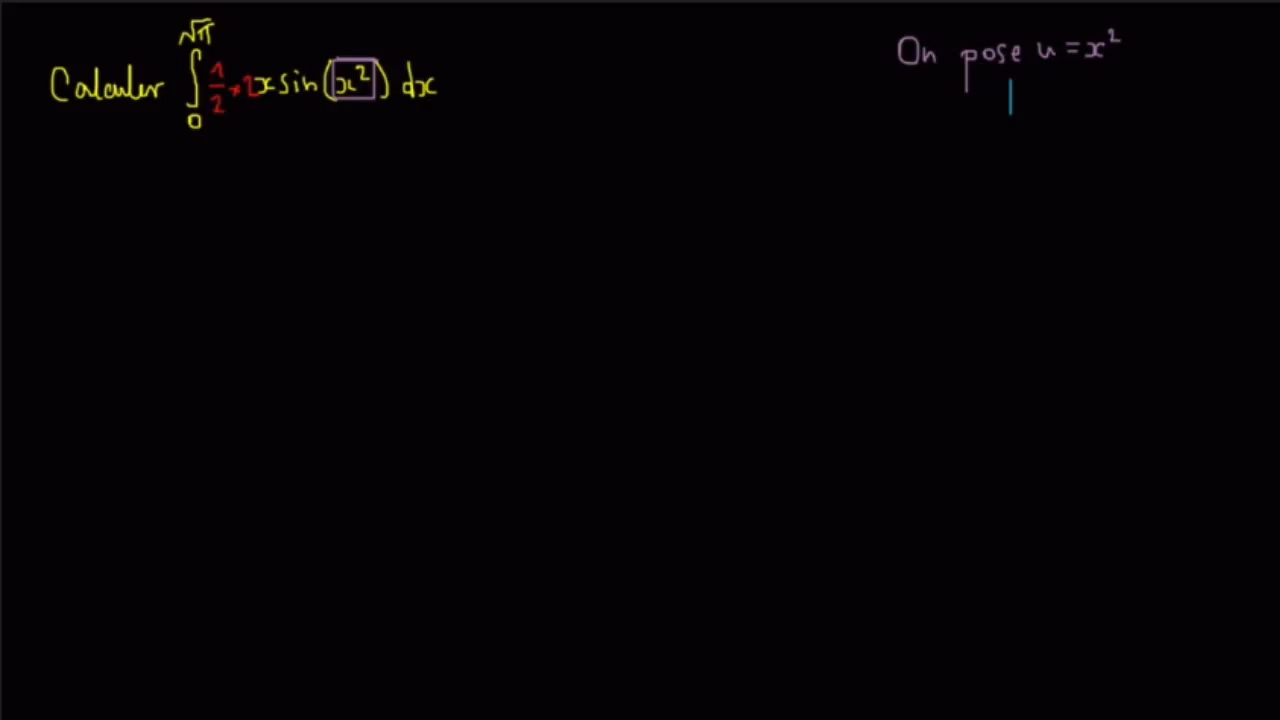 Calculer ∫₀^√π 1/2 × 2x sin(x²) dx
On pose u = x²